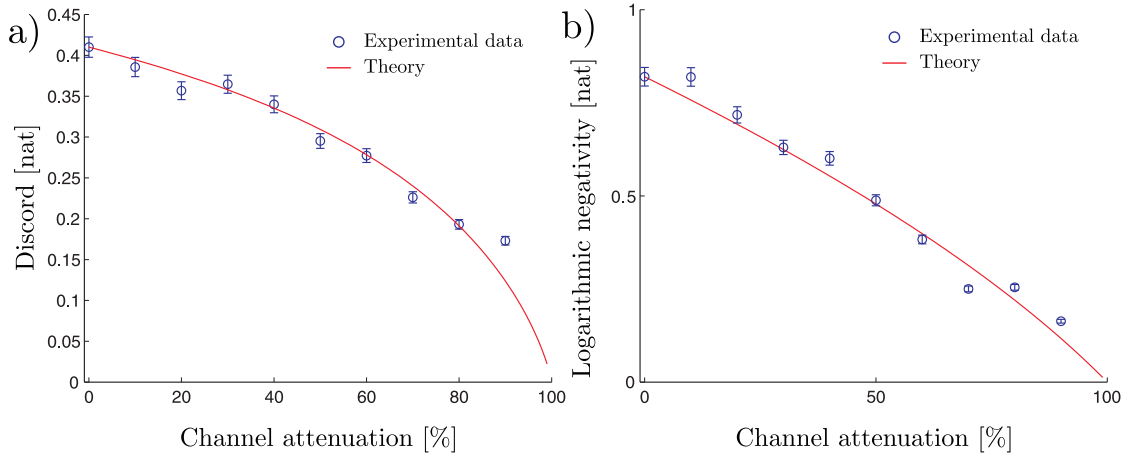 a)
Discord [nat]
0.45
0.4
0.35
0.3
0.25
0.2
0.15
0.1
0.05
0
0 20 40 60 80 100
Channel attenuation [%]
Experimental data
Theory
b)
Logarithmic negativity [nat]
1
0.5
0
0 50 100
Channel attenuation [%]
Experimental data
Theory